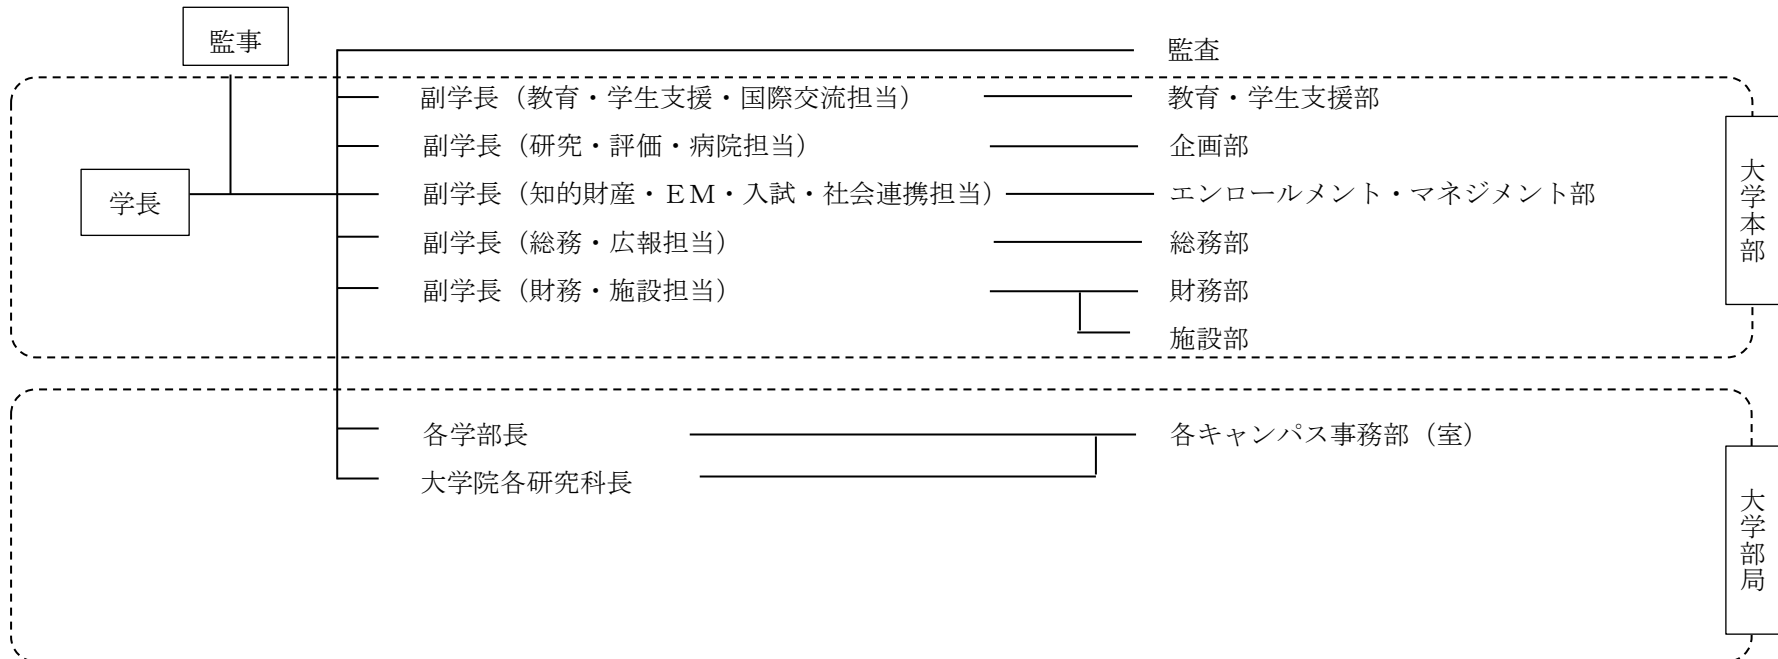 監事
監査
副学長（教育・学生支援・国際交流担当） 教育・学生支援部
副学長（研究・評価・病院担当） 企画部
学長
副学長（知的財産・ＥＭ・入試・社会連携担当） エンロールメント・マネジメント部
副学長（総務・広報担当） 総務部
副学長（財務・施設担当） 財務部
施設部
大学本部
各学部長 各キャンパス事務部（室）
大学院各研究科長
大学部局